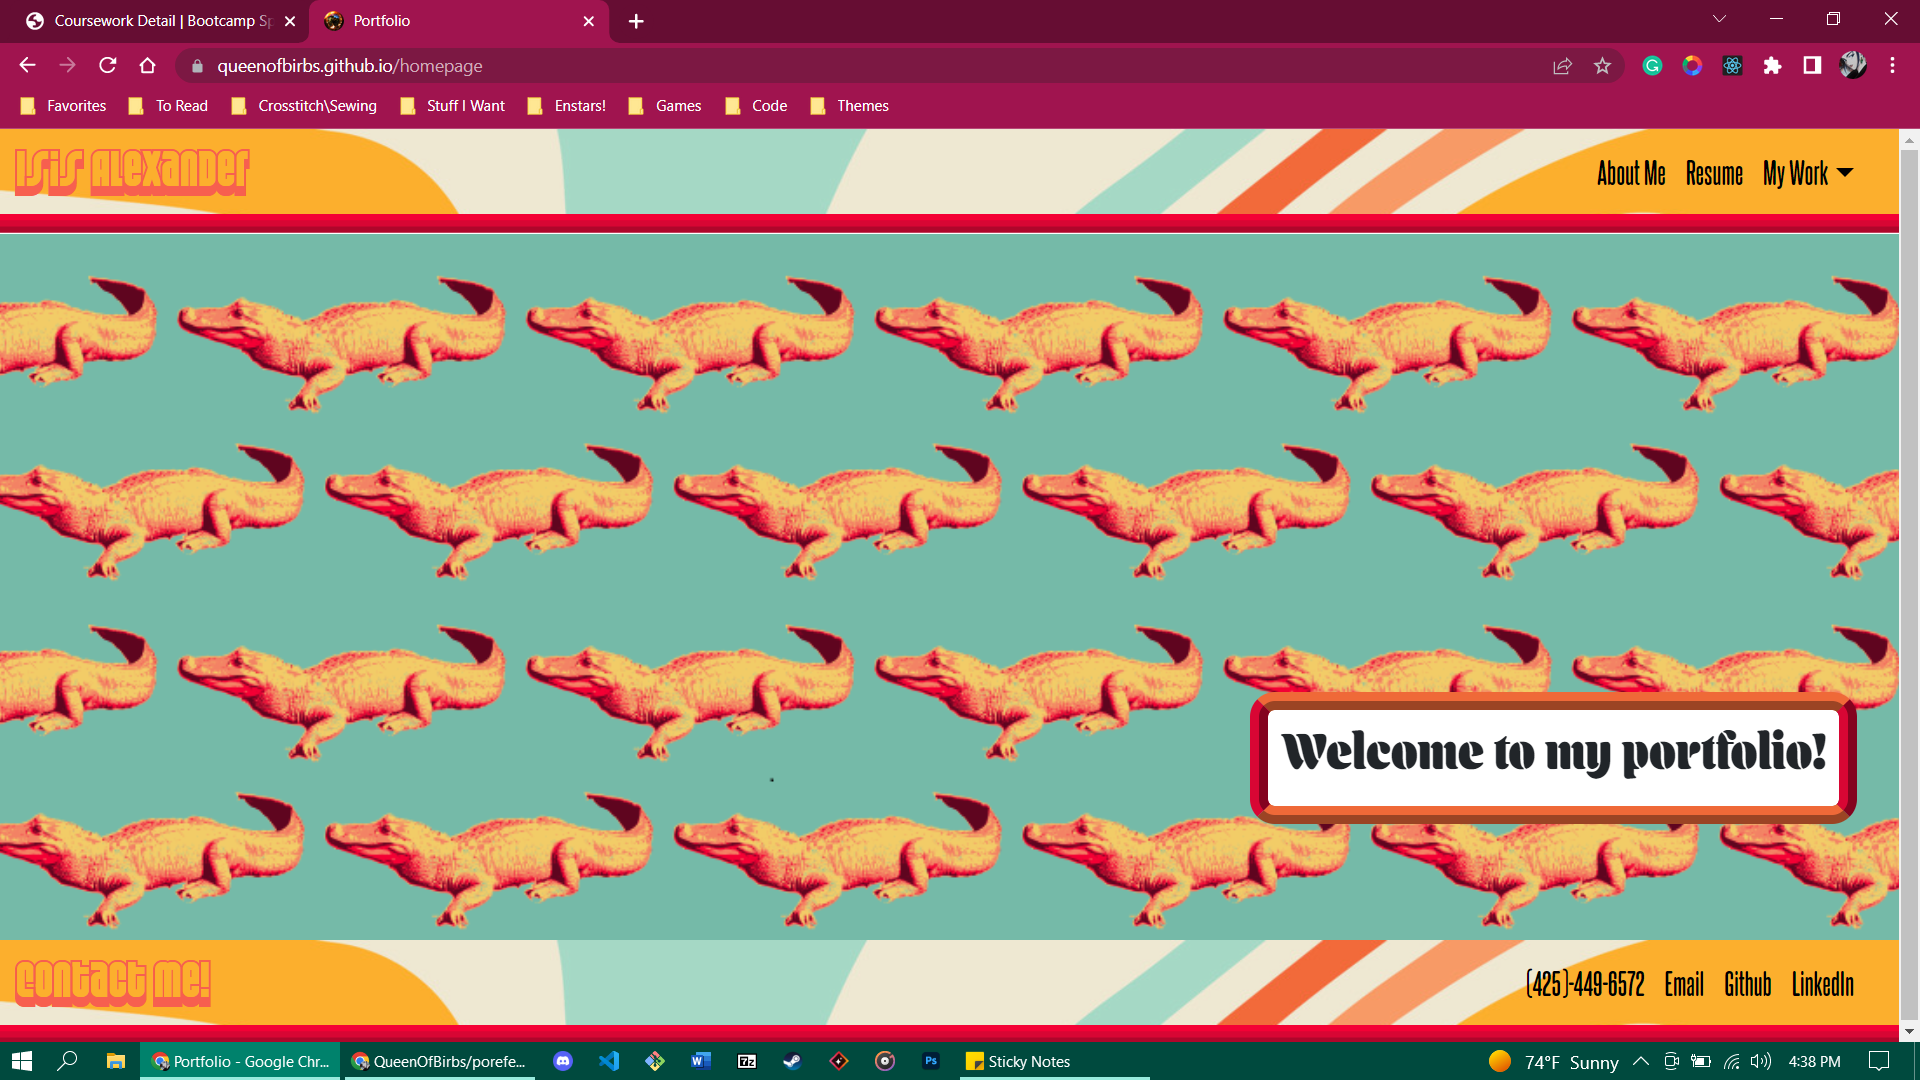 Coursework Detail | Bootcamp Sp
Portfolio
queenofbirbs.github.io/homepage
Favorites To Read Crosstitch\Sewing Stuff I Want Enstars! Games Code Themes
Isis Alexander
About Me Resume My Work
Welcome to my portfolio!
Contact Me!
(425)-449-6572 Email Github LinkedIn
Portfolio - Google Chr... QueenOfBirbs/porefe... W 7z Ps Sticky Notes 74°F Sunny 4:38 PM